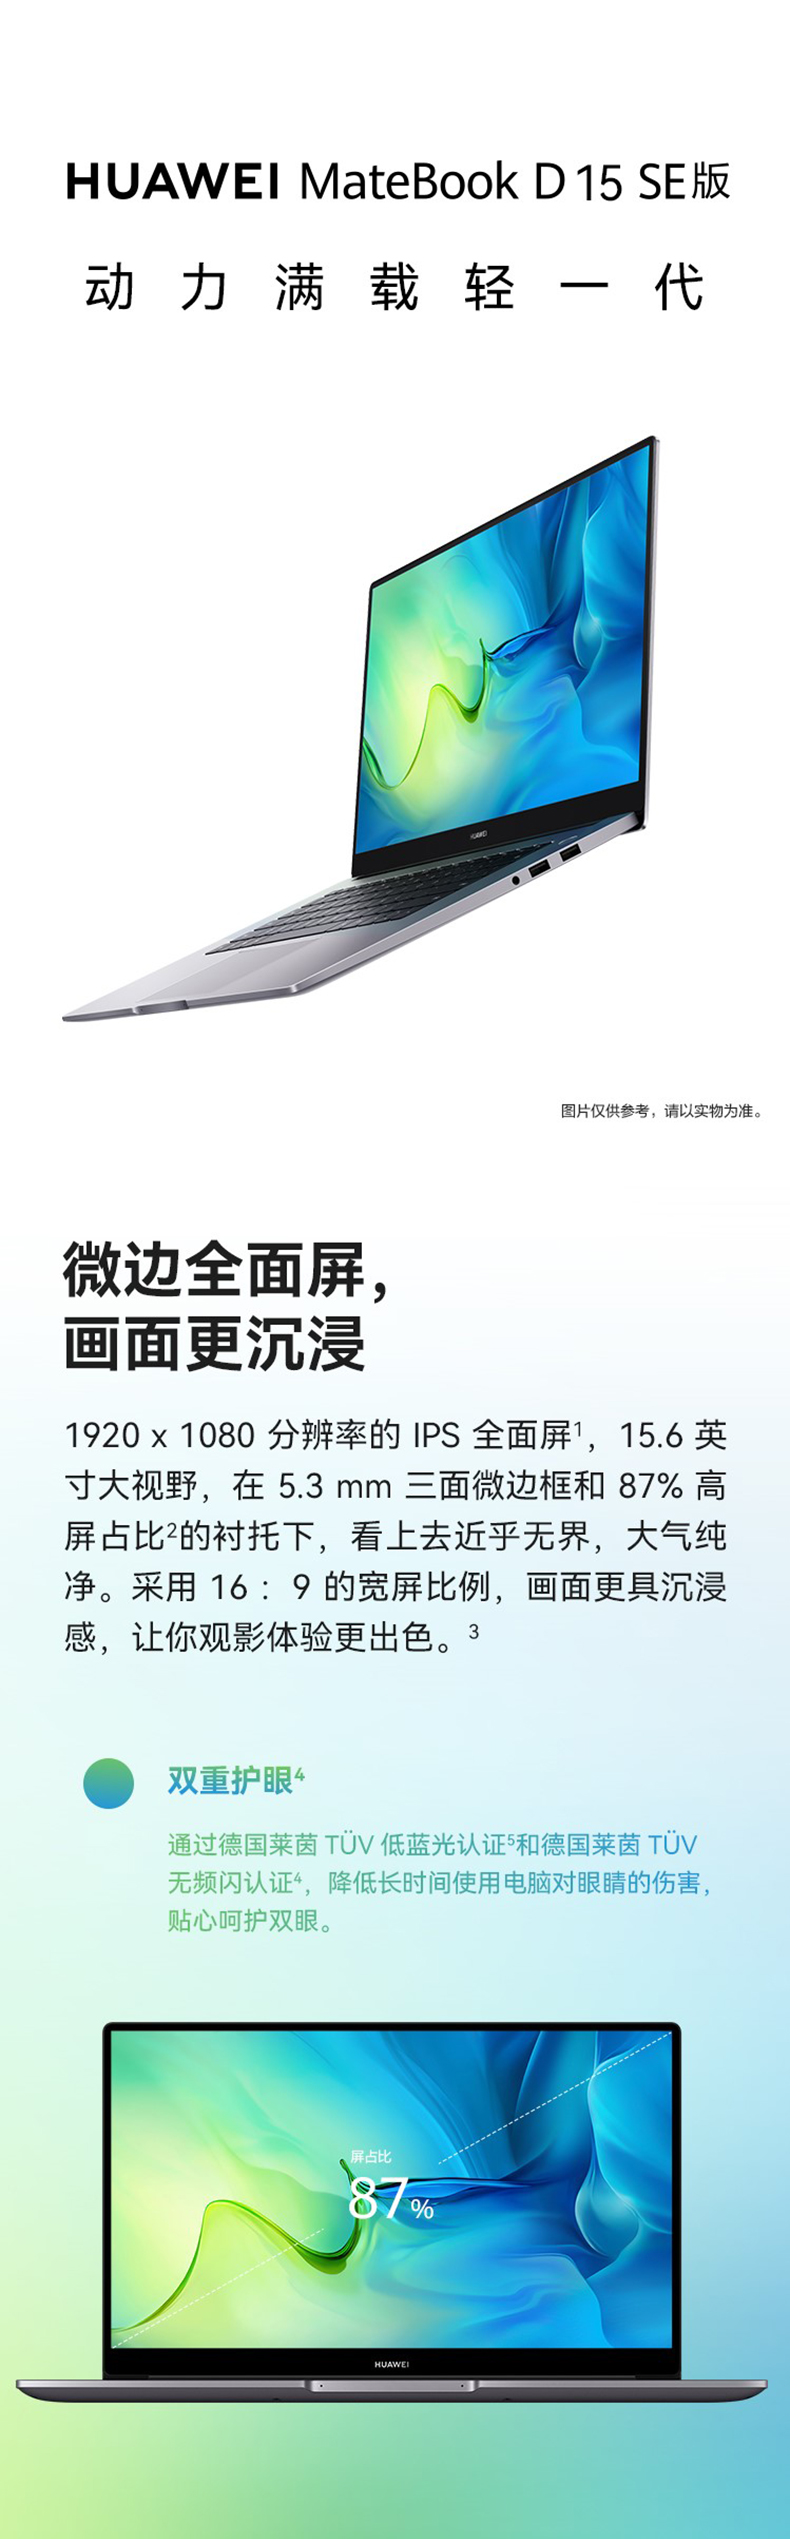 HUAWEI MateBook D 15 SE版
动力满载轻一代
HUAWEI
图片仅供参考，请以实物为准。
微边全面屏，
画面更沉浸
1920 x 1080 分辨率的 IPS 全面屏¹，15.6 英
寸大视野，在 5.3 mm 三面微边框和 87% 高
屏占比²的衬托下，看上去近乎无界，大气纯
净。采用 16：9 的宽屏比例，画面更具沉浸
感，让你观影体验更出色。³
双重护眼⁴
通过德国莱茵 TÜV 低蓝光认证⁵和德国莱茵 TÜV
无频闪认证⁴，降低长时间使用电脑对眼睛的伤害，
贴心呵护双眼。
屏占比
87%
HUAWEI